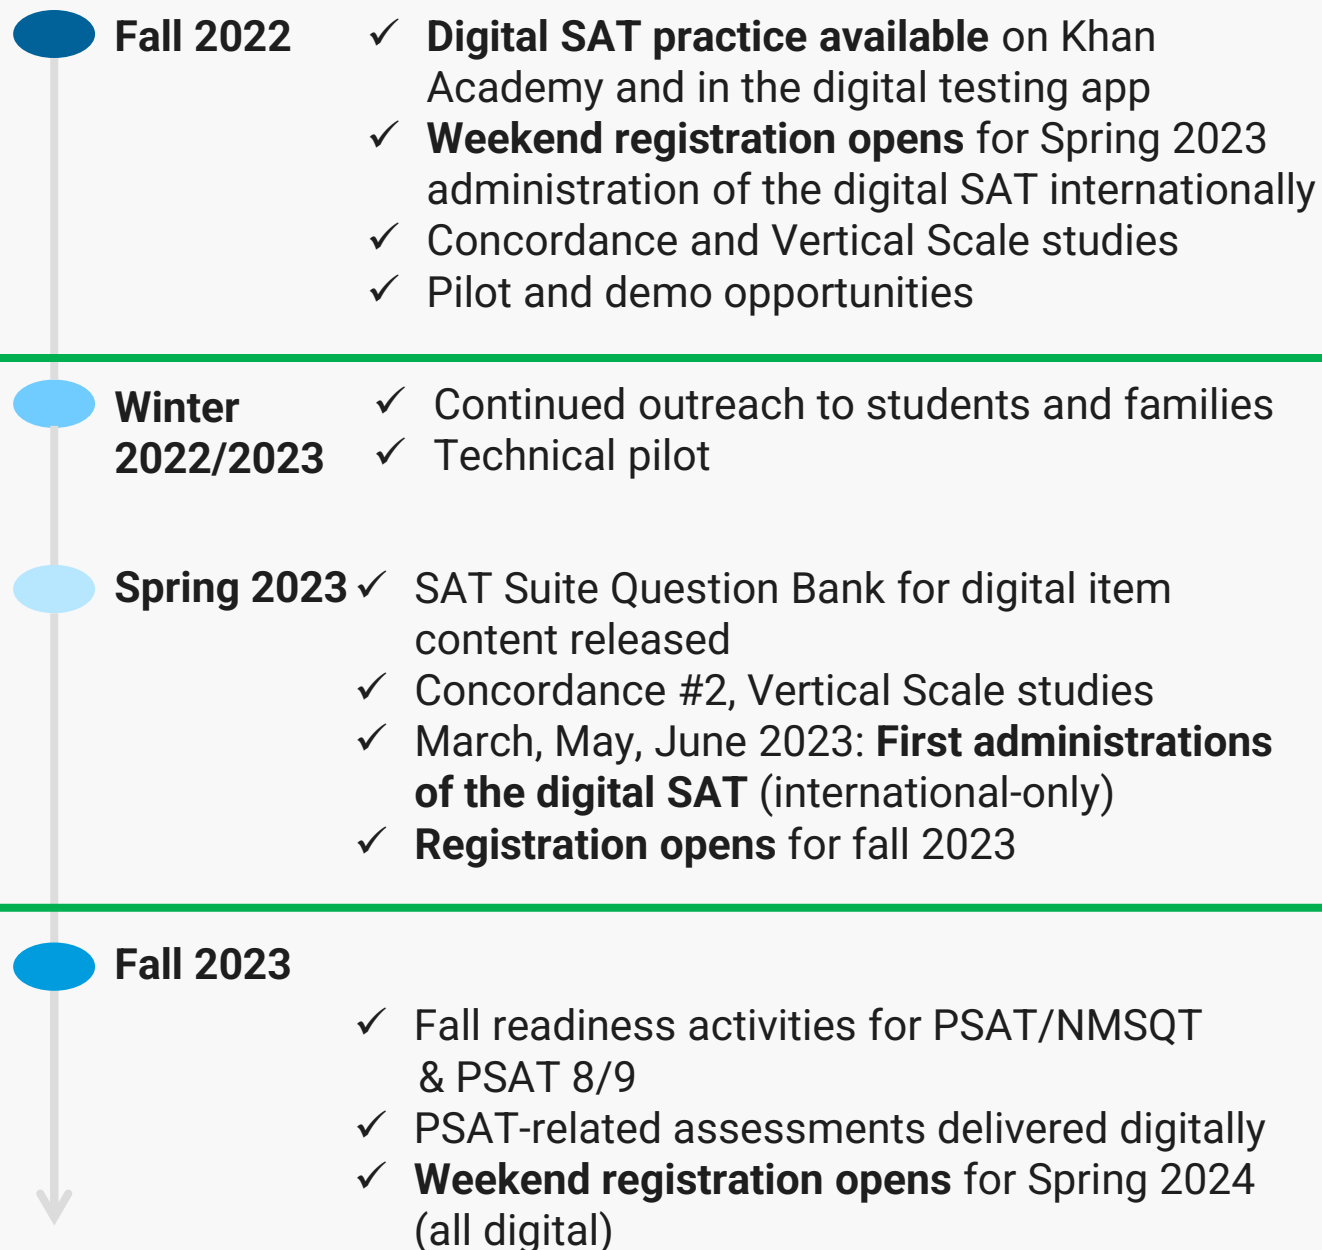 Fall 2022
✓ Digital SAT practice available on Khan
Academy and in the digital testing app
✓ Weekend registration opens for Spring 2023
administration of the digital SAT internationally
✓ Concordance and Vertical Scale studies
✓ Pilot and demo opportunities
Winter
2022/2023
✓ Continued outreach to students and families
✓ Technical pilot
Spring 2023
✓ SAT Suite Question Bank for digital item
content released
✓ Concordance #2, Vertical Scale studies
✓ March, May, June 2023: First administrations
of the digital SAT (international-only)
✓ Registration opens for fall 2023
Fall 2023
✓ Fall readiness activities for PSAT/NMSQT
& PSAT 8/9
✓ PSAT-related assessments delivered digitally
✓ Weekend registration opens for Spring 2024
(all digital)